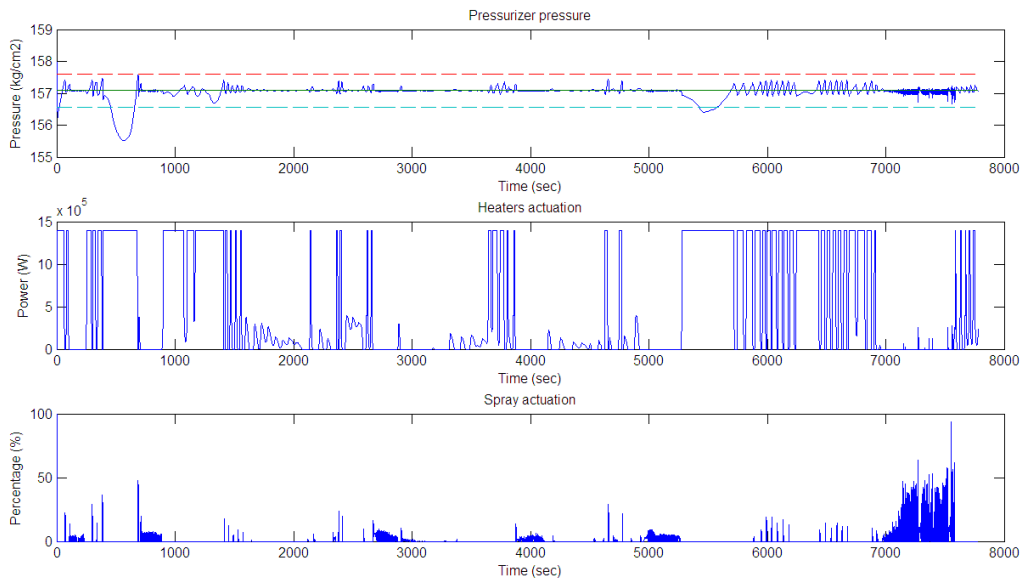 Pressurizer pressure
159
158
157
156
155
Pressure (kg/cm2)
0 1000 2000 3000 4000 5000 6000 7000 8000
Time (sec)
Heaters actuation
x 10^5
15
10
5
0
Power (W)
0 1000 2000 3000 4000 5000 6000 7000 8000
Time (sec)
Spray actuation
100
50
0
Percentage (%)
0 1000 2000 3000 4000 5000 6000 7000 8000
Time (sec)